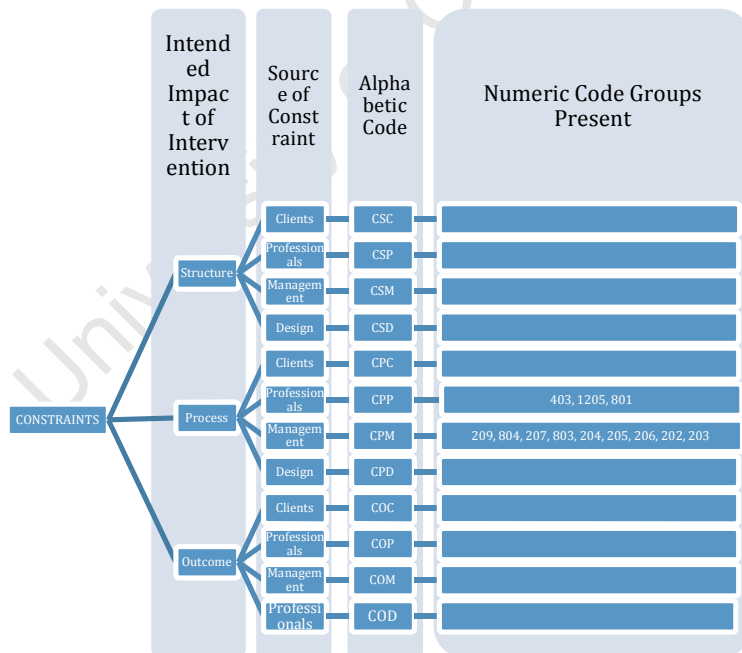 Intend
ed
Impac
t of
Interv
ention
Sourc
e of
Const
raint
Alpha
betic
Code
Numeric Code Groups
Present
CONSTRAINTS
Structure
Clients
CSC
Profession
als
CSP
Managem
ent
CSM
Design
CSD
Process
Clients
CPC
Profession
als
CPP
403, 1205, 801
Managem
ent
CPM
209, 804, 207, 803, 204, 205, 206, 202, 203
Design
CPD
Outcome
Clients
COC
Profession
als
COP
Managem
ent
COM
Professi
onals
COD